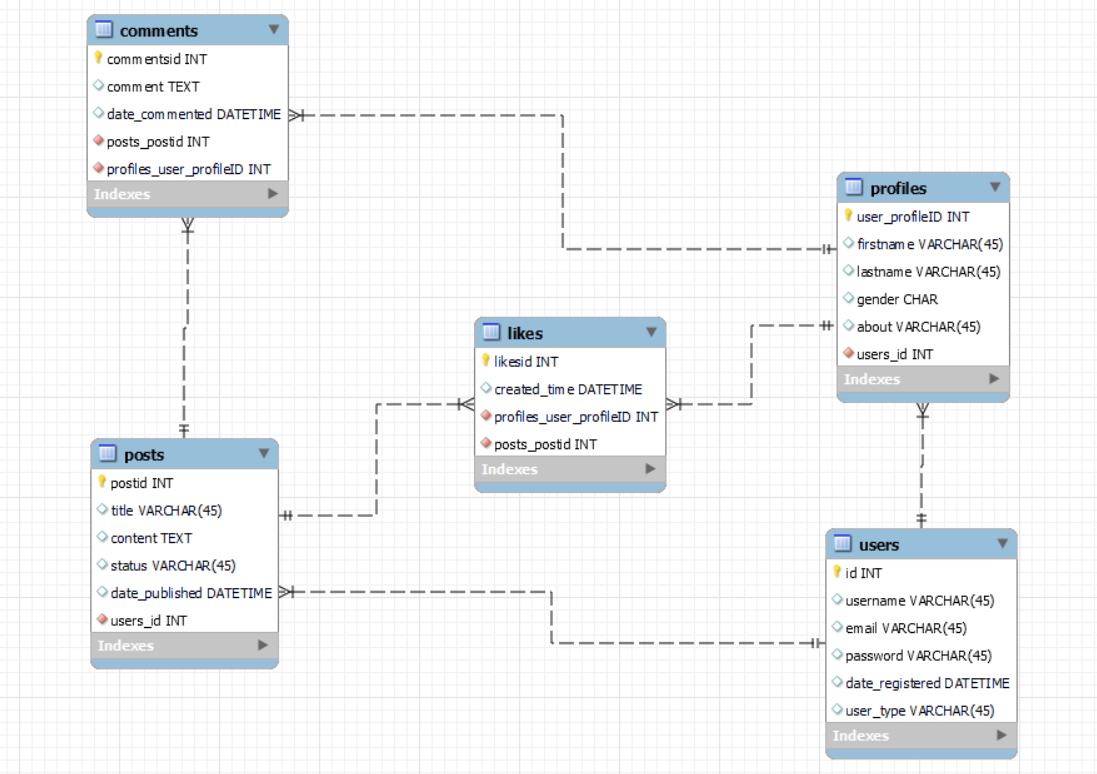 comments
commentsid INT
comment TEXT
date_commented DATETIME
posts_postid INT
profiles_user_profileID INT
Indexes
profiles
user_profileID INT
firstname VARCHAR(45)
lastname VARCHAR(45)
gender CHAR
about VARCHAR(45)
users_id INT
Indexes
likes
likesid INT
created_time DATETIME
profiles_user_profileID INT
posts_postid INT
Indexes
posts
postid INT
title VARCHAR(45)
content TEXT
status VARCHAR(45)
date_published DATETIME
users_id INT
Indexes
users
id INT
username VARCHAR(45)
email VARCHAR(45)
password VARCHAR(45)
date_registered DATETIME
user_type VARCHAR(45)
Indexes